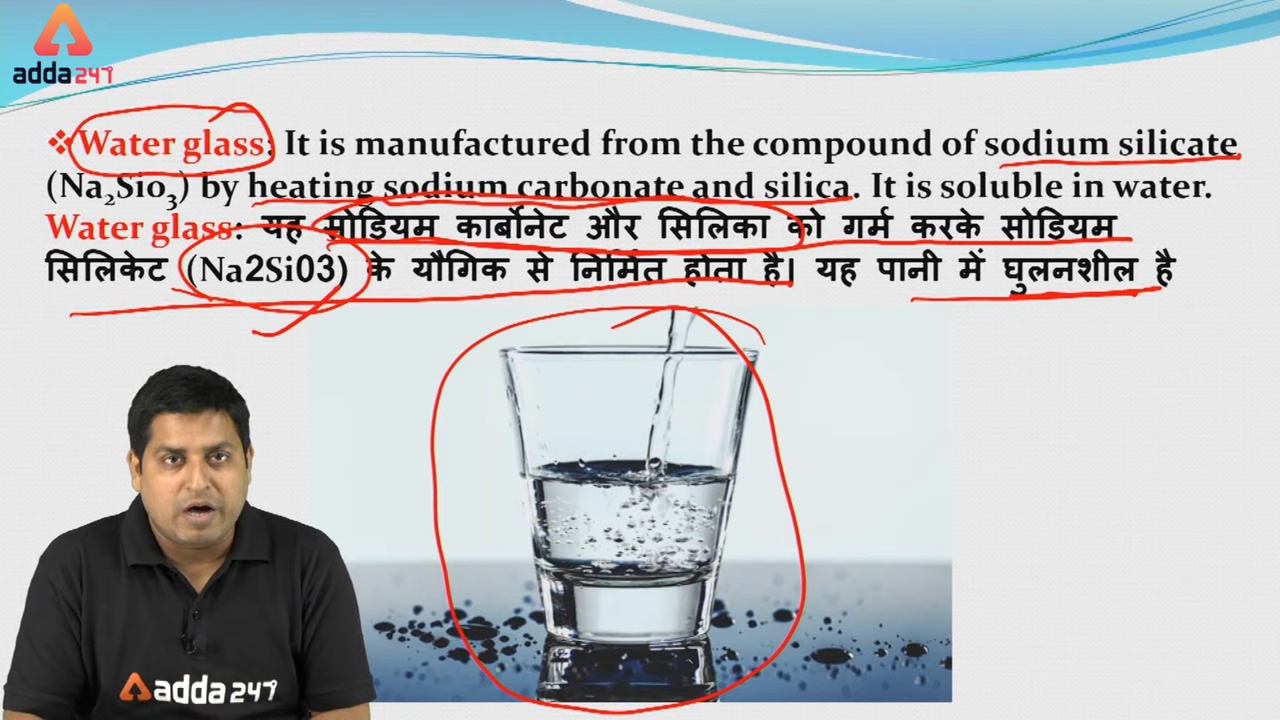 adda247
❖Water glass: It is manufactured from the compound of sodium silicate
(Na₂Sio₃) by heating sodium carbonate and silica. It is soluble in water.
Water glass: यह सोडियम कार्बोनेट और सिलिका को गर्म करके सोडियम
सिलिकेट (Na2Si03) के यौगिक से निर्मित होता है। यह पानी में घुलनशील है
adda247